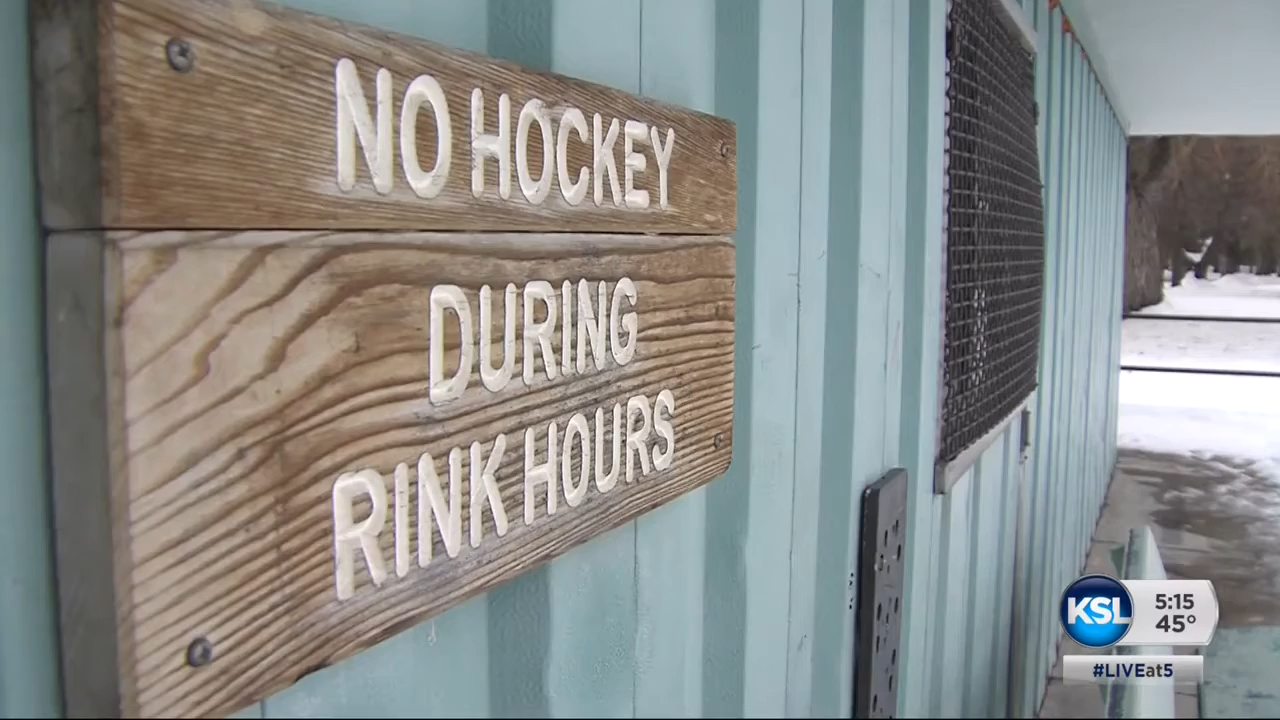 NO HOCKEY
DURING
RINK HOURS
KSL
5:15
45°
#LIVEat5